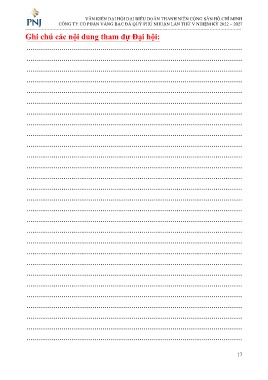 PNJ
VĂN KIỆN ĐẠI HỘI ĐẠI BIỂU ĐOÀN THANH NIÊN CỘNG SẢN HỒ CHÍ MINH
CÔNG TY CỔ PHẦN VÀNG BẠC ĐÁ QUÝ PHÚ NHUẬN LẦN THỨ V NHIỆM KỲ 2022 – 2027
Ghi chú các nội dung tham dự Đại hội: